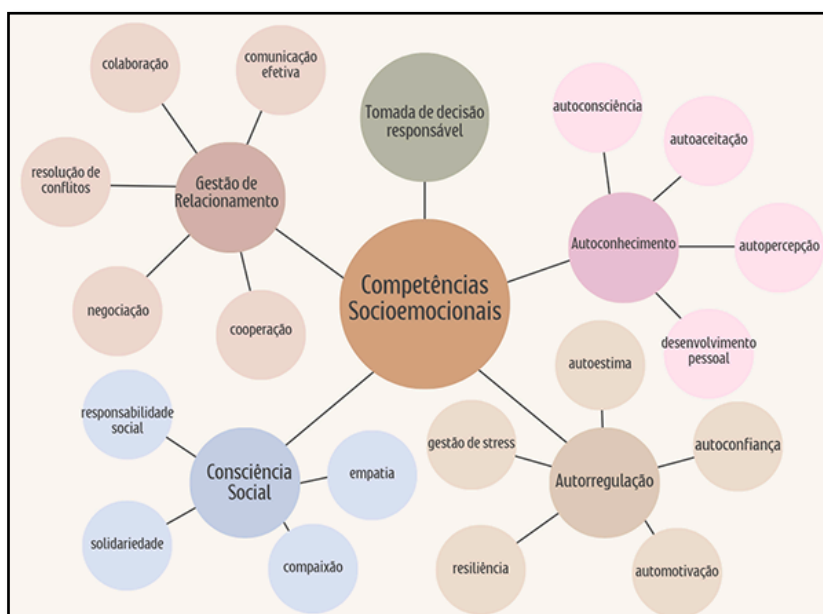 colaboração
comunicação
efetiva
resolução de
conflitos
Gestão de
Relacionamento
negociação
cooperação
Tomada de decisão
responsável
autoconsciência
autoaceitação
Autoconhecimento
autopercepção
desenvolvimento
pessoal
Competências
Socioemocionais
responsabilidade
social
Consciência
Social
empatia
solidariedade
compaixão
autoestima
gestão de stress
autoconfiança
Autorregulação
resiliência
automotivação